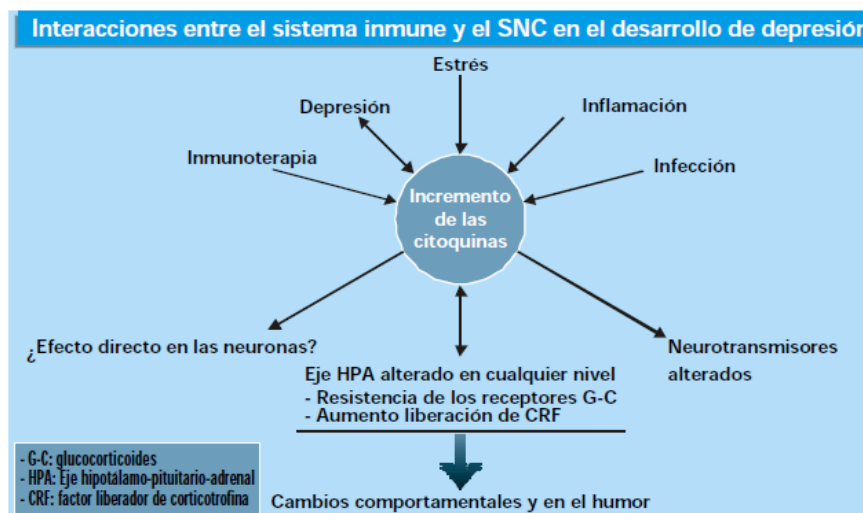 Interacciones entre el sistema inmune y el SNC en el desarrollo de depresión
Estrés
Depresión
Inflamación
Inmunoterapia
Infección
Incremento
de las
citoquinas
¿Efecto directo en las neuronas?
Neurotransmisores
alterados
Eje HPA alterado en cualquier nivel
- Resistencia de los receptores G-C
- Aumento liberación de CRF
- G-C: glucocorticoides
- HPA: Eje hipotálamo-pituitario-adrenal
- CRF: factor liberador de corticotrofina
Cambios comportamentales y en el humor